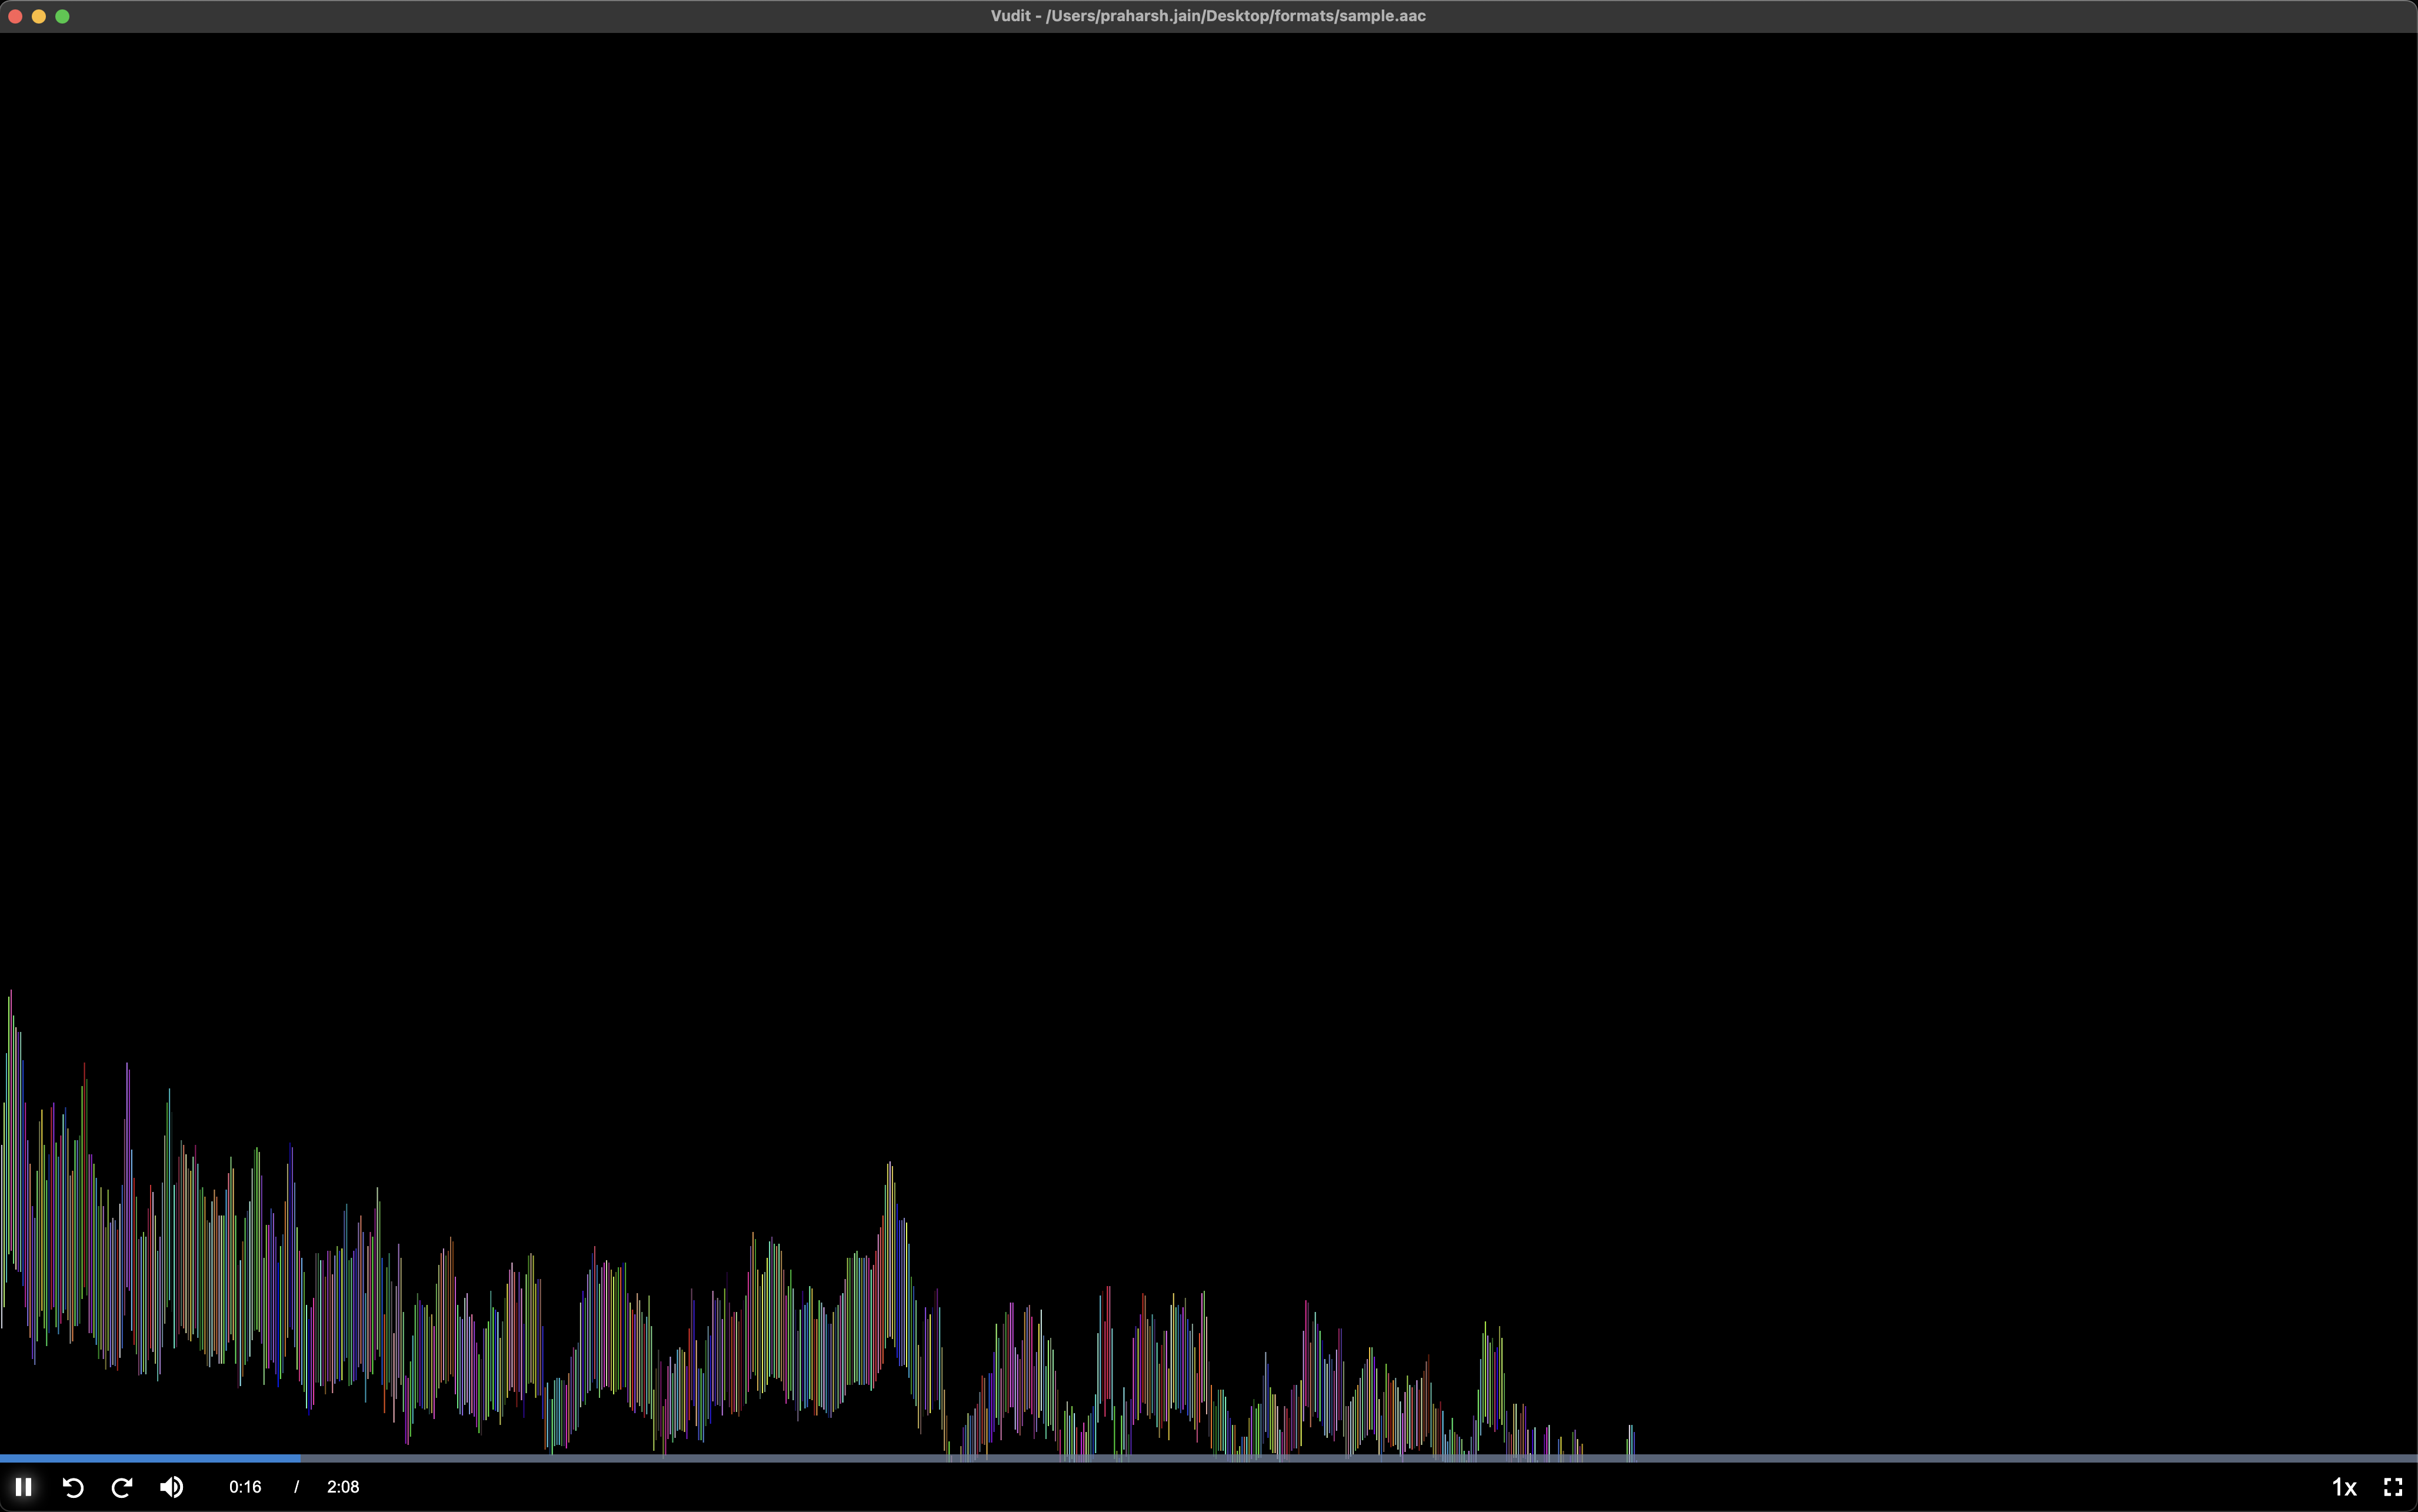 Vudit - /Users/praharsh.jain/Desktop/formats/sample.aac
0:16 / 2:08 1x